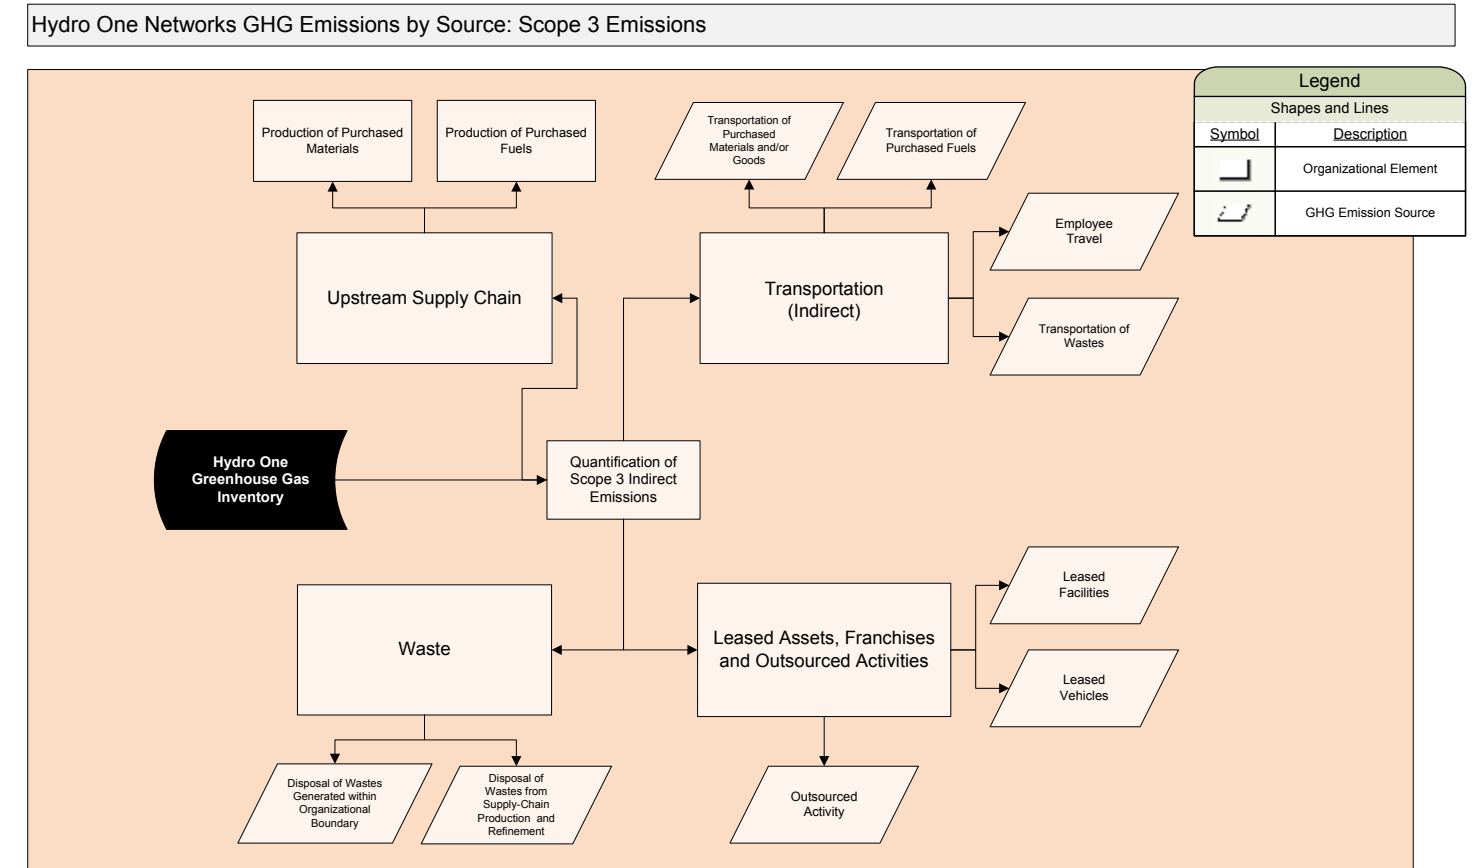 Hydro One Networks GHG Emissions by Source: Scope 3 Emissions
Legend
Shapes and Lines
Symbol
Description
Organizational Element
GHG Emission Source
Production of Purchased
Materials
Production of Purchased
Fuels
Transportation of
Purchased
Materials and/or
Goods
Transportation of
Purchased Fuels
Employee
Travel
Upstream Supply Chain
Transportation
(Indirect)
Transportation of
Wastes
Hydro One
Greenhouse Gas
Inventory
Quantification of
Scope 3 Indirect
Emissions
Leased
Facilities
Waste
Leased Assets, Franchises
and Outsourced Activities
Leased
Vehicles
Disposal of Wastes
Generated within
Organizational
Boundary
Disposal of
Wastes from
Supply-Chain
Production and
Refinement
Outsourced
Activity